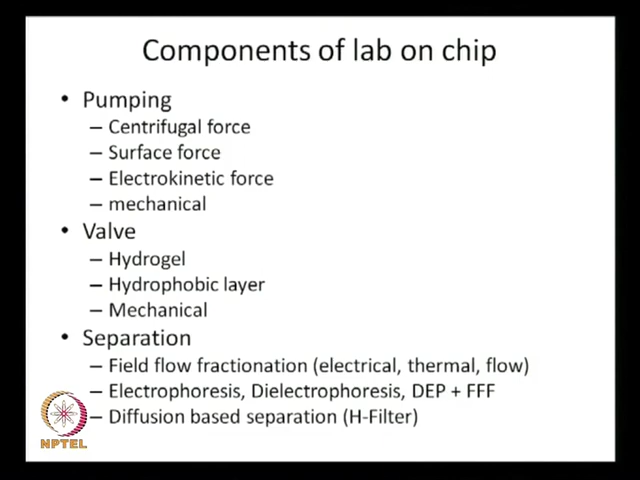 Components of lab on chip
• Pumping
– Centrifugal force
– Surface force
– Electrokinetic force
– mechanical
• Valve
– Hydrogel
– Hydrophobic layer
– Mechanical
• Separation
– Field flow fractionation (electrical, thermal, flow)
– Electrophoresis, Dielectrophoresis, DEP + FFF
– Diffusion based separation (H-Filter)
NPTEL